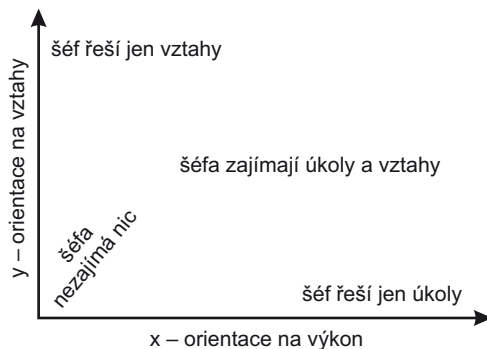 šéf řeší jen vztahy
y – orientace na vztahy
šéfa zajímají úkoly a vztahy
šéfa
nezajímá nic
šéf řeší jen úkoly
x – orientace na výkon